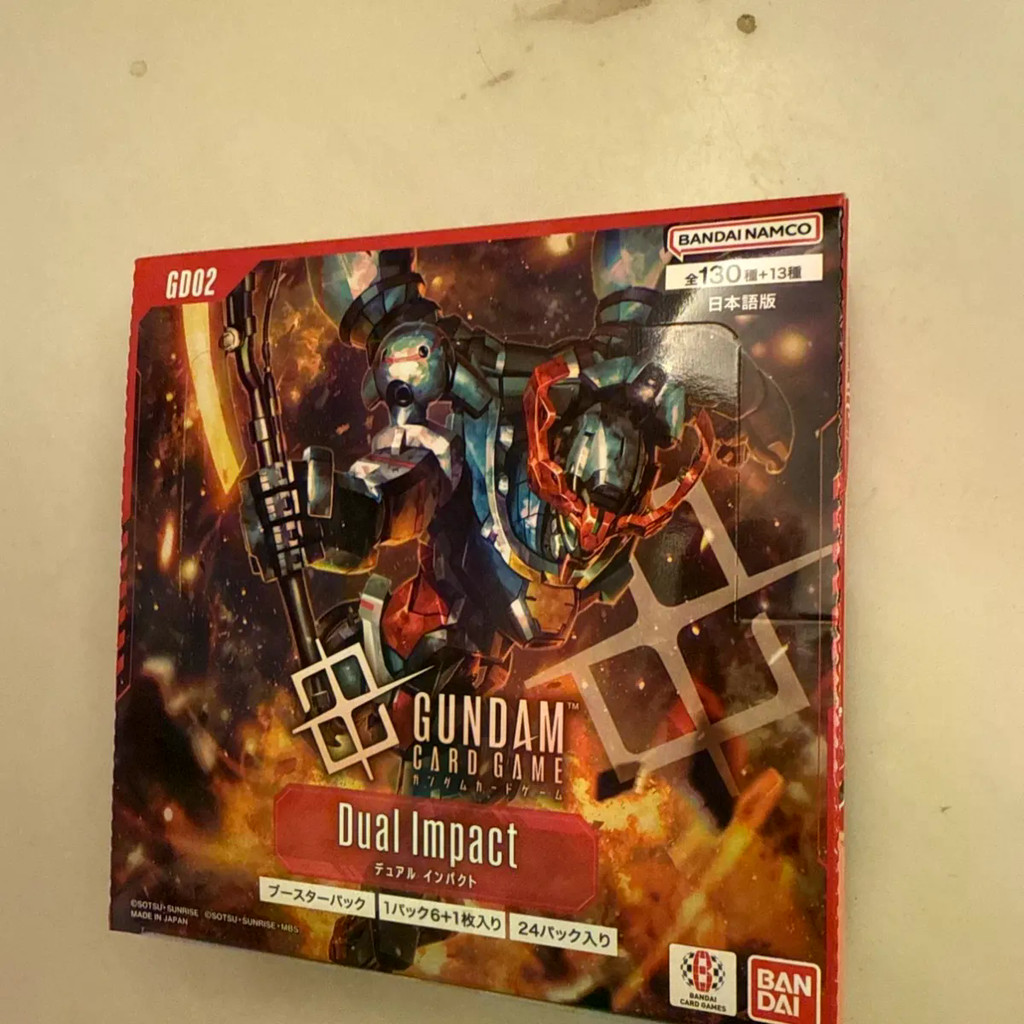 GD02
BANDAI NAMCO
全130種+13種
日本語版
GUNDAM™
CARD GAME
ガンダムカードゲーム
Dual Impact
デュアル インパクト
ブースターパック
1パック6+1枚入り
24パック入り
©SOTSU・SUNRISE ©SOTSU・SUNRISE・MBS
MADE IN JAPAN
BANDAI
CARD GAMES
BAN
DAI